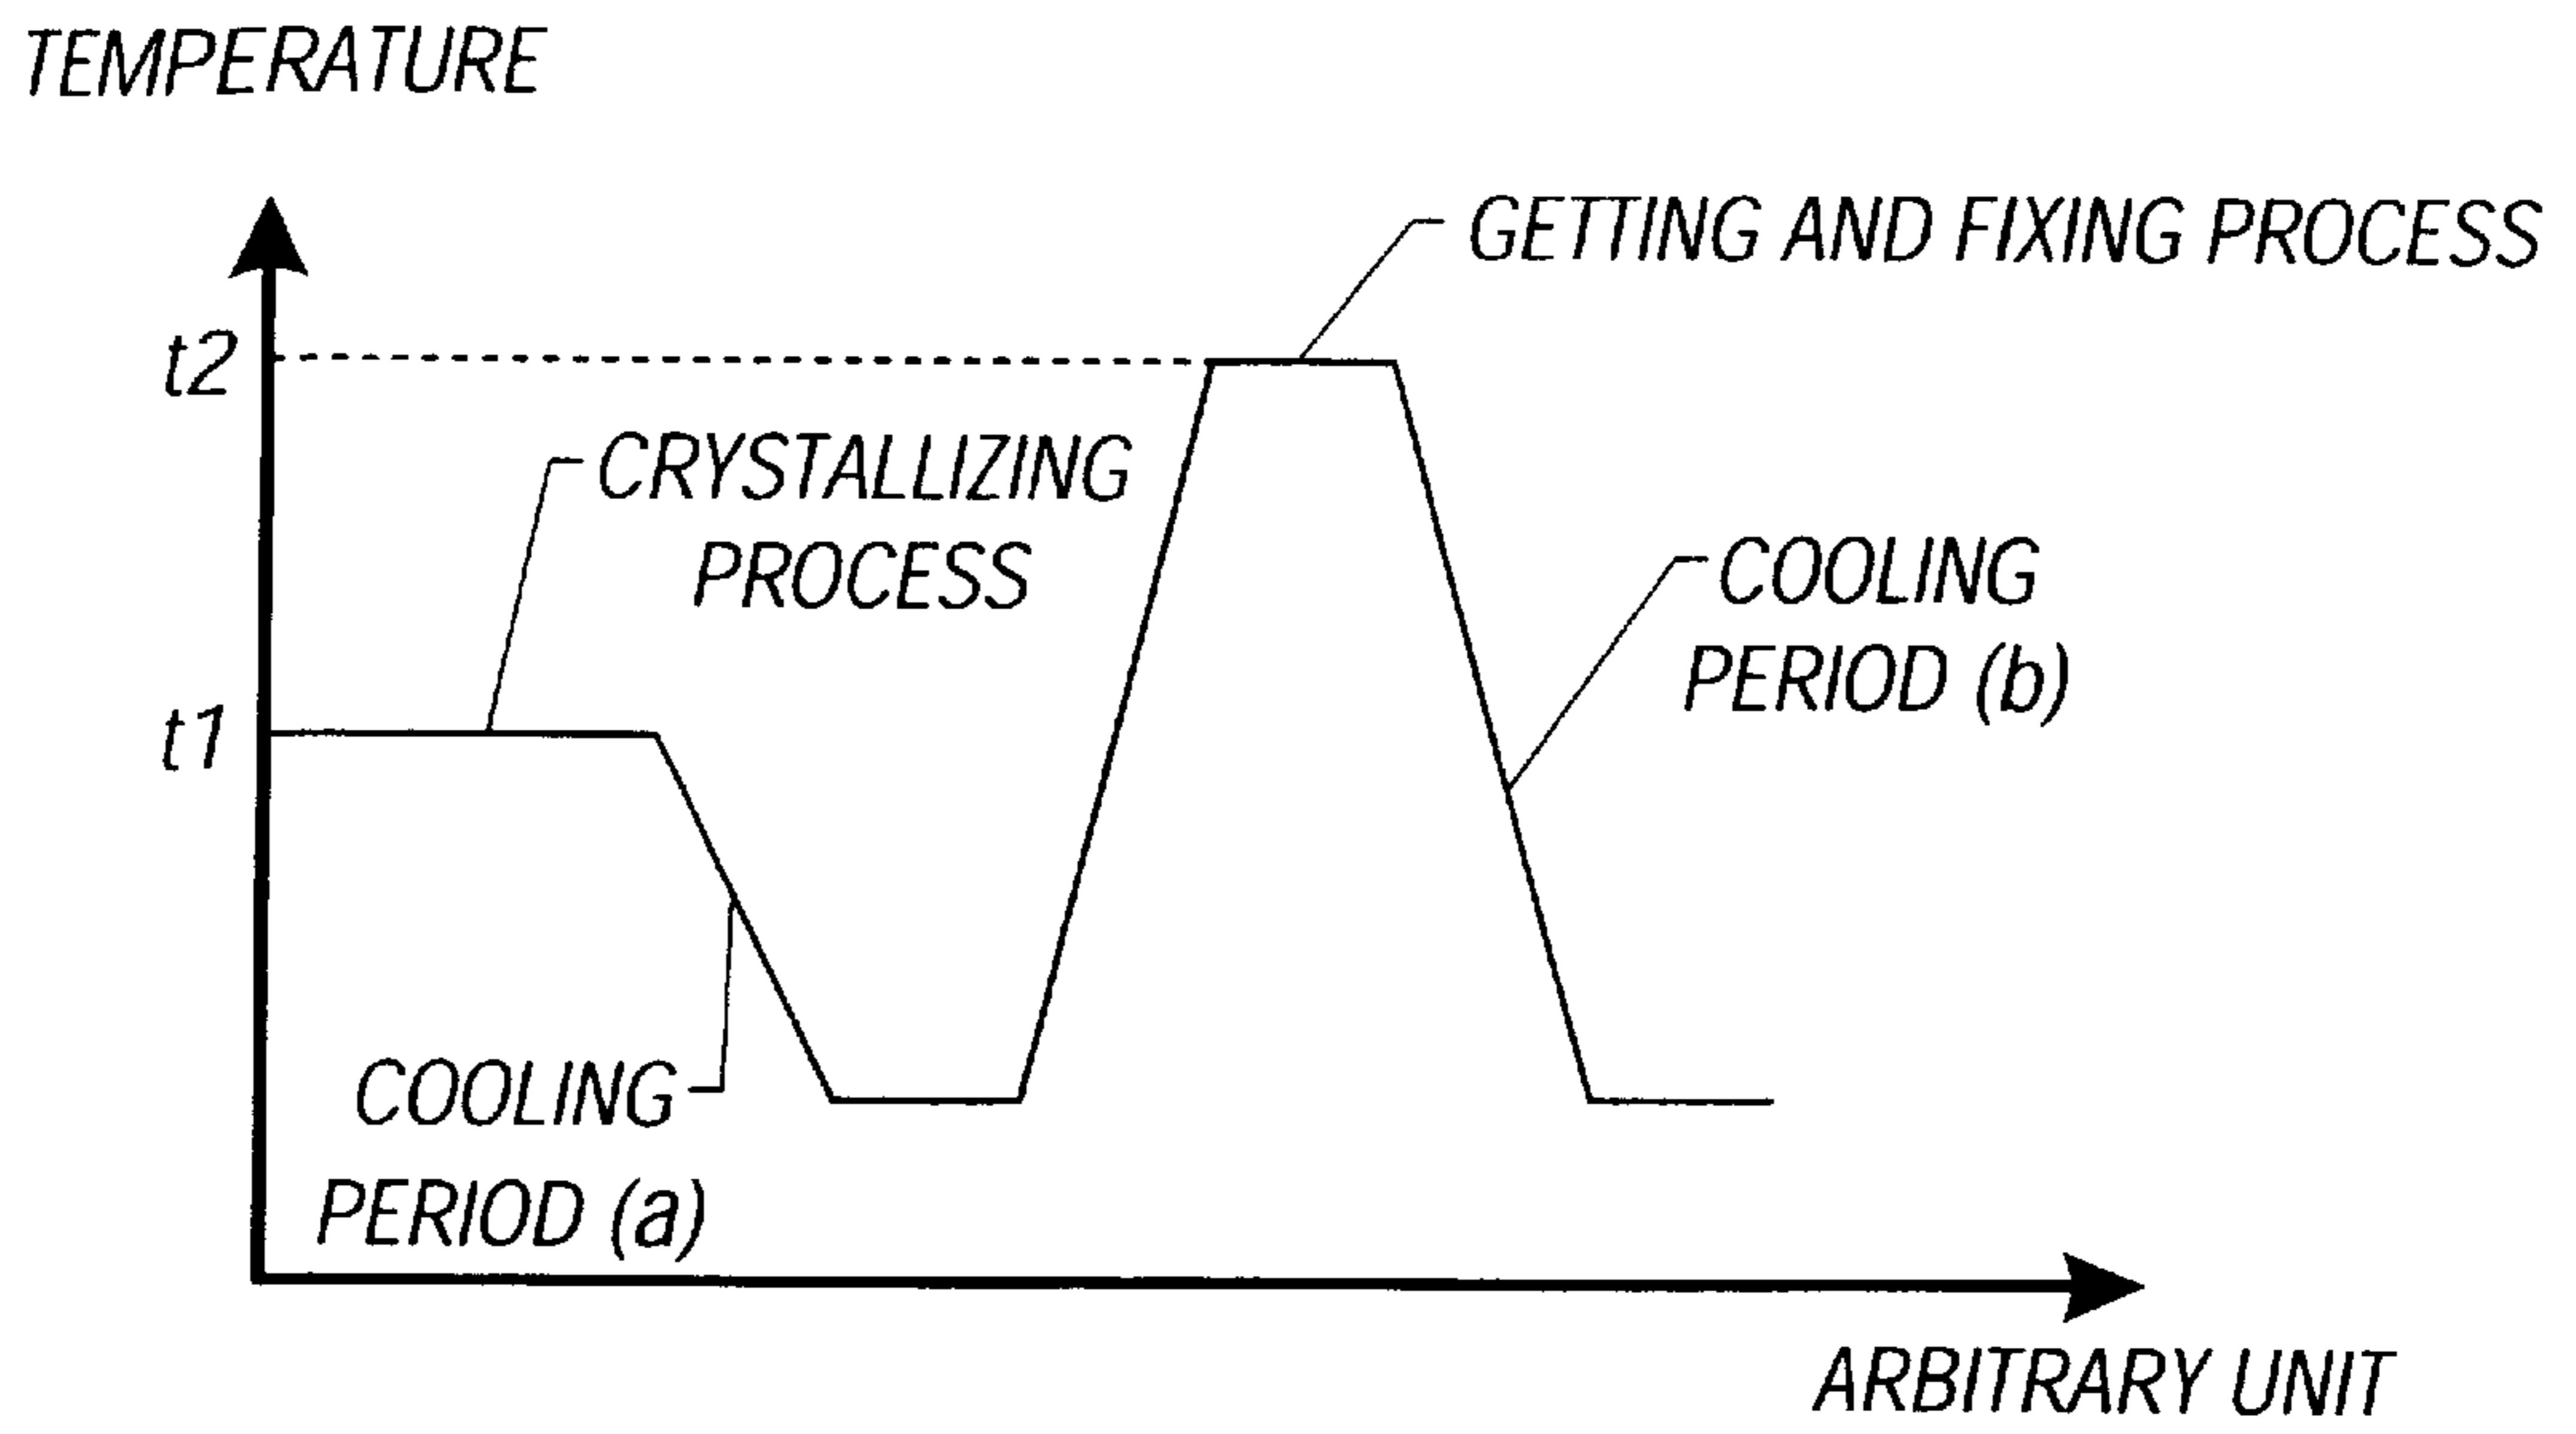 TEMPERATURE
GETTING AND FIXING PROCESS
t2
CRYSTALLIZING
PROCESS
COOLING
PERIOD (b)
t1
COOLING
PERIOD (a)
ARBITRARY UNIT